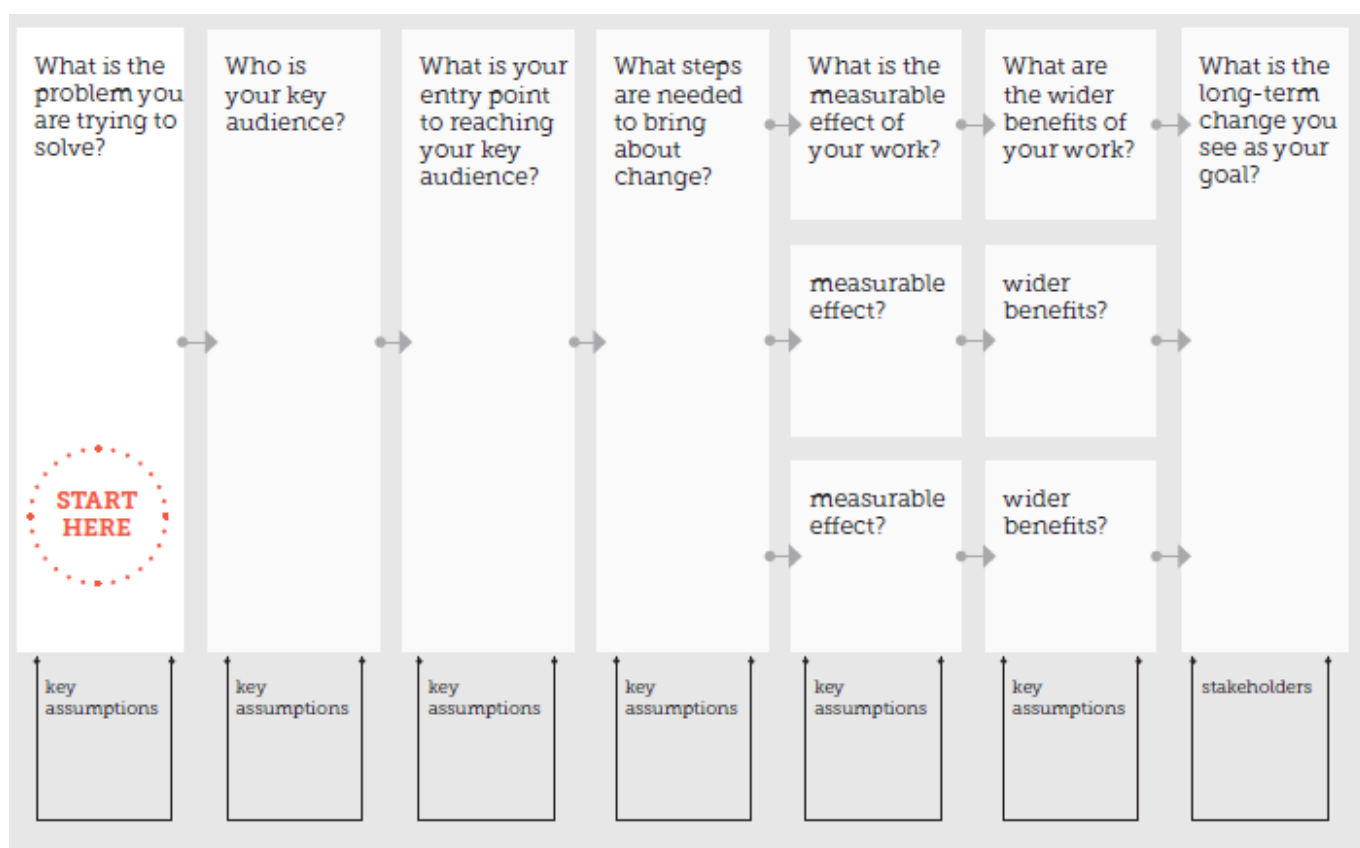 What is the
problem you
are trying to
solve?
START
HERE
key
assumptions
Who is
your key
audience?
key
assumptions
What is your
entry point
to reaching
your key
audience?
key
assumptions
What steps
are needed
to bring
about
change?
key
assumptions
What is the
measurable
effect of
your work?
measurable
effect?
measurable
effect?
key
assumptions
What are
the wider
benefits of
your work?
wider
benefits?
wider
benefits?
key
assumptions
What is the
long-term
change you
see as your
goal?
stakeholders